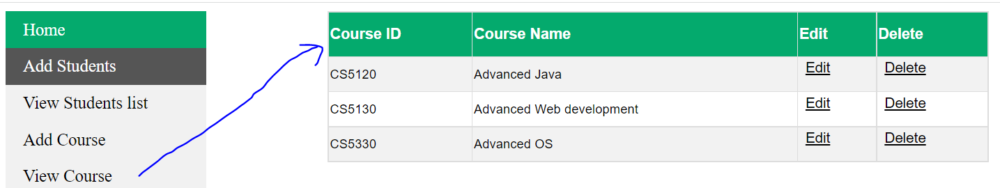 Home
Add Students
View Students list
Add Course
View Course
Course ID Course Name Edit Delete
CS5120 Advanced Java Edit Delete
CS5130 Advanced Web development Edit Delete
CS5330 Advanced OS Edit Delete